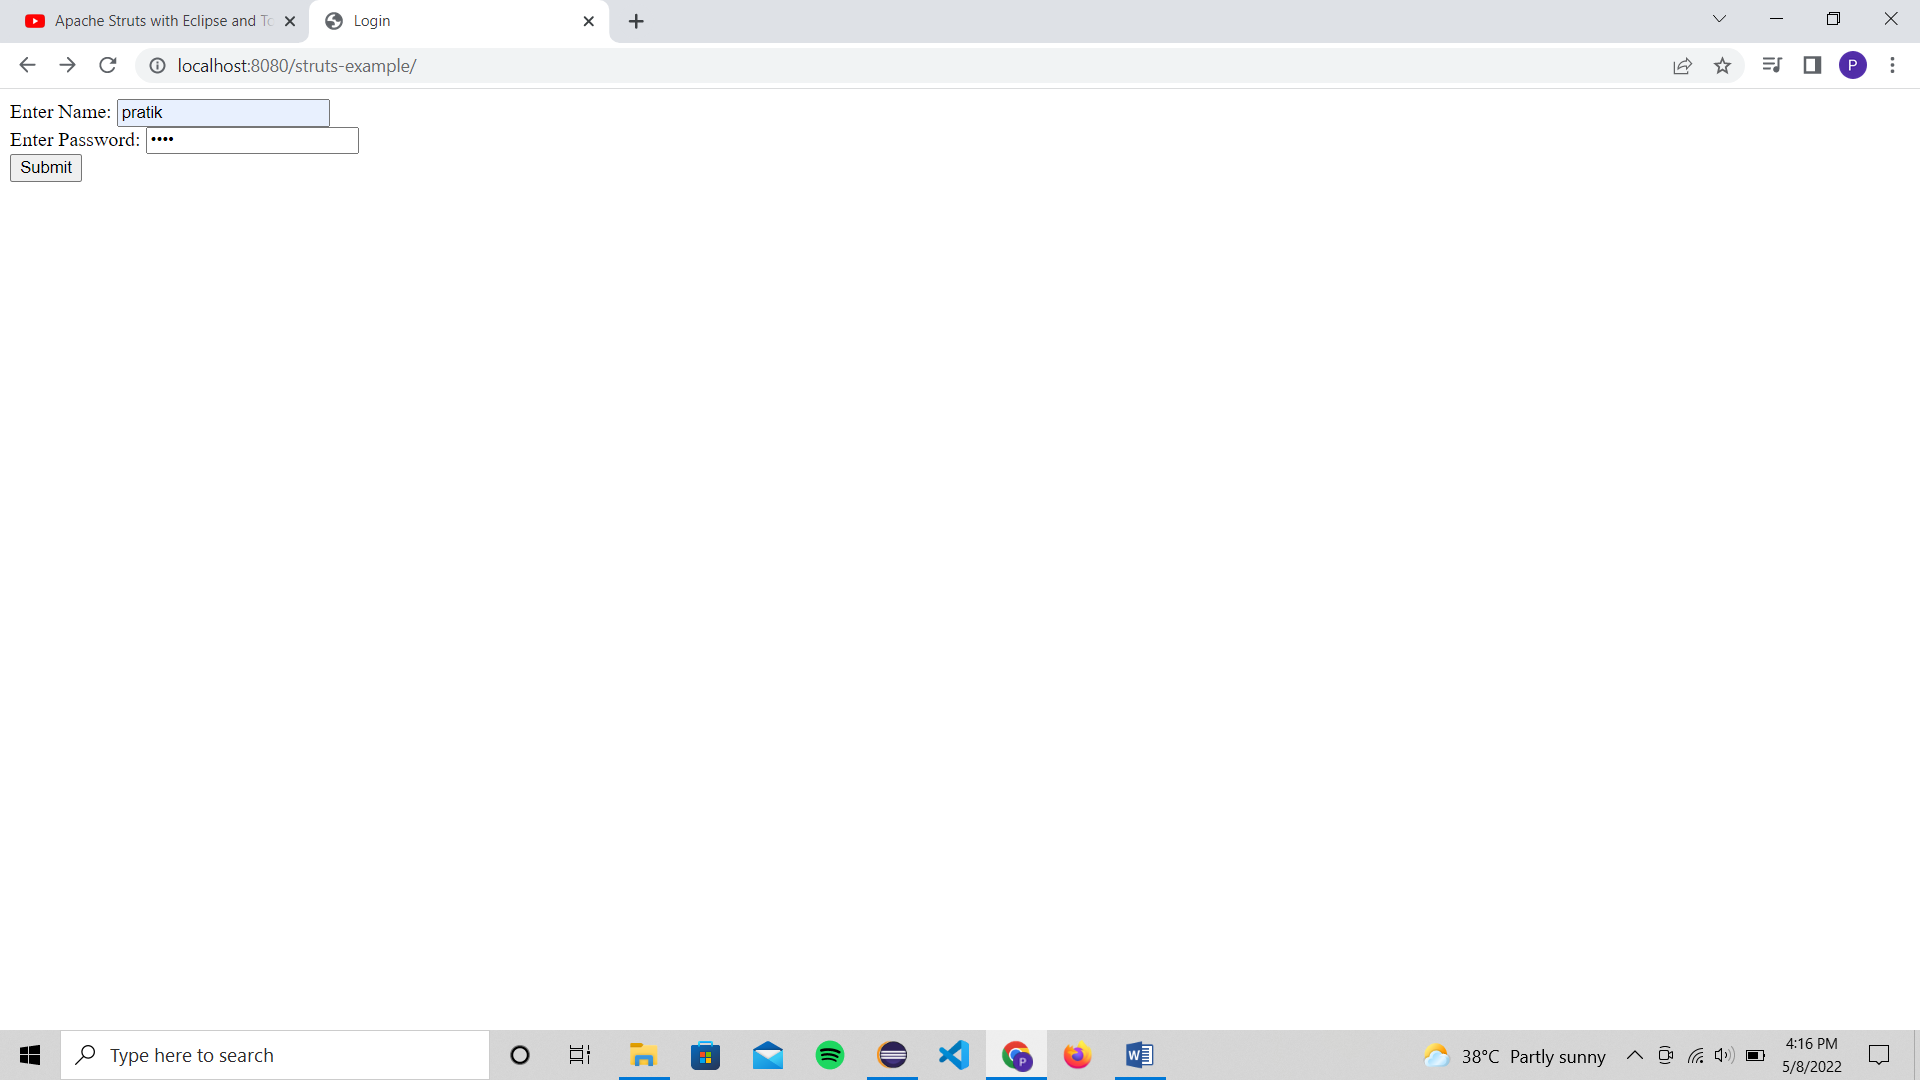 Apache Struts with Eclipse and To
Login
localhost:8080/struts-example/
P
Enter Name: pratik
Enter Password: ••••
Submit
Type here to search
P
W
38°C Partly sunny
4:16 PM
5/8/2022